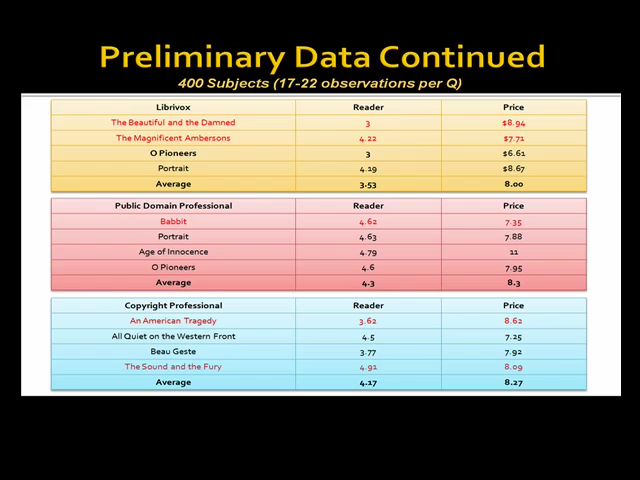 Preliminary Data Continued
400 Subjects (17-22 observations per Q)
Librivox Reader Price
The Beautiful and the Damned 3 $8.94
The Magnificent Ambersons 4.22 $7.71
O Pioneers 3 $6.61
Portrait 4.19 $8.67
Average 3.53 8.00
Public Domain Professional Reader Price
Babbit 4.62 7.35
Portrait 4.63 7.88
Age of Innocence 4.79 11
O Pioneers 4.6 7.95
Average 4.3 8.3
Copyright Professional Reader Price
An American Tragedy 3.62 8.62
All Quiet on the Western Front 4.5 7.25
Beau Geste 3.77 7.92
The Sound and the Fury 4.91 8.09
Average 4.17 8.27